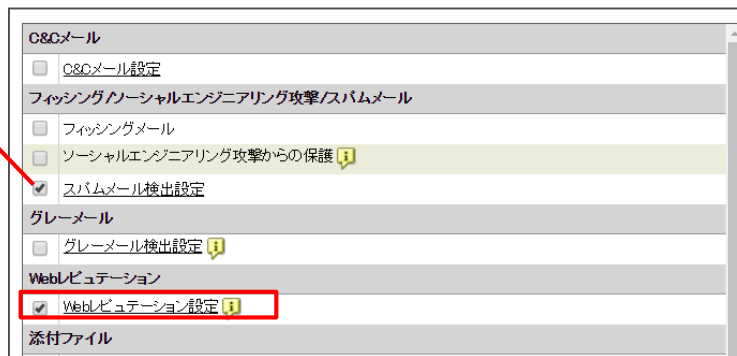 C&Cメール
C&Cメール設定
フィッシング/ソーシャルエンジニアリング攻撃/スパムメール
フィッシングメール
ソーシャルエンジニアリング攻撃からの保護
スパムメール検出設定
グレーメール
グレーメール検出設定
Webレピュテーション
Webレピュテーション設定
添付ファイル